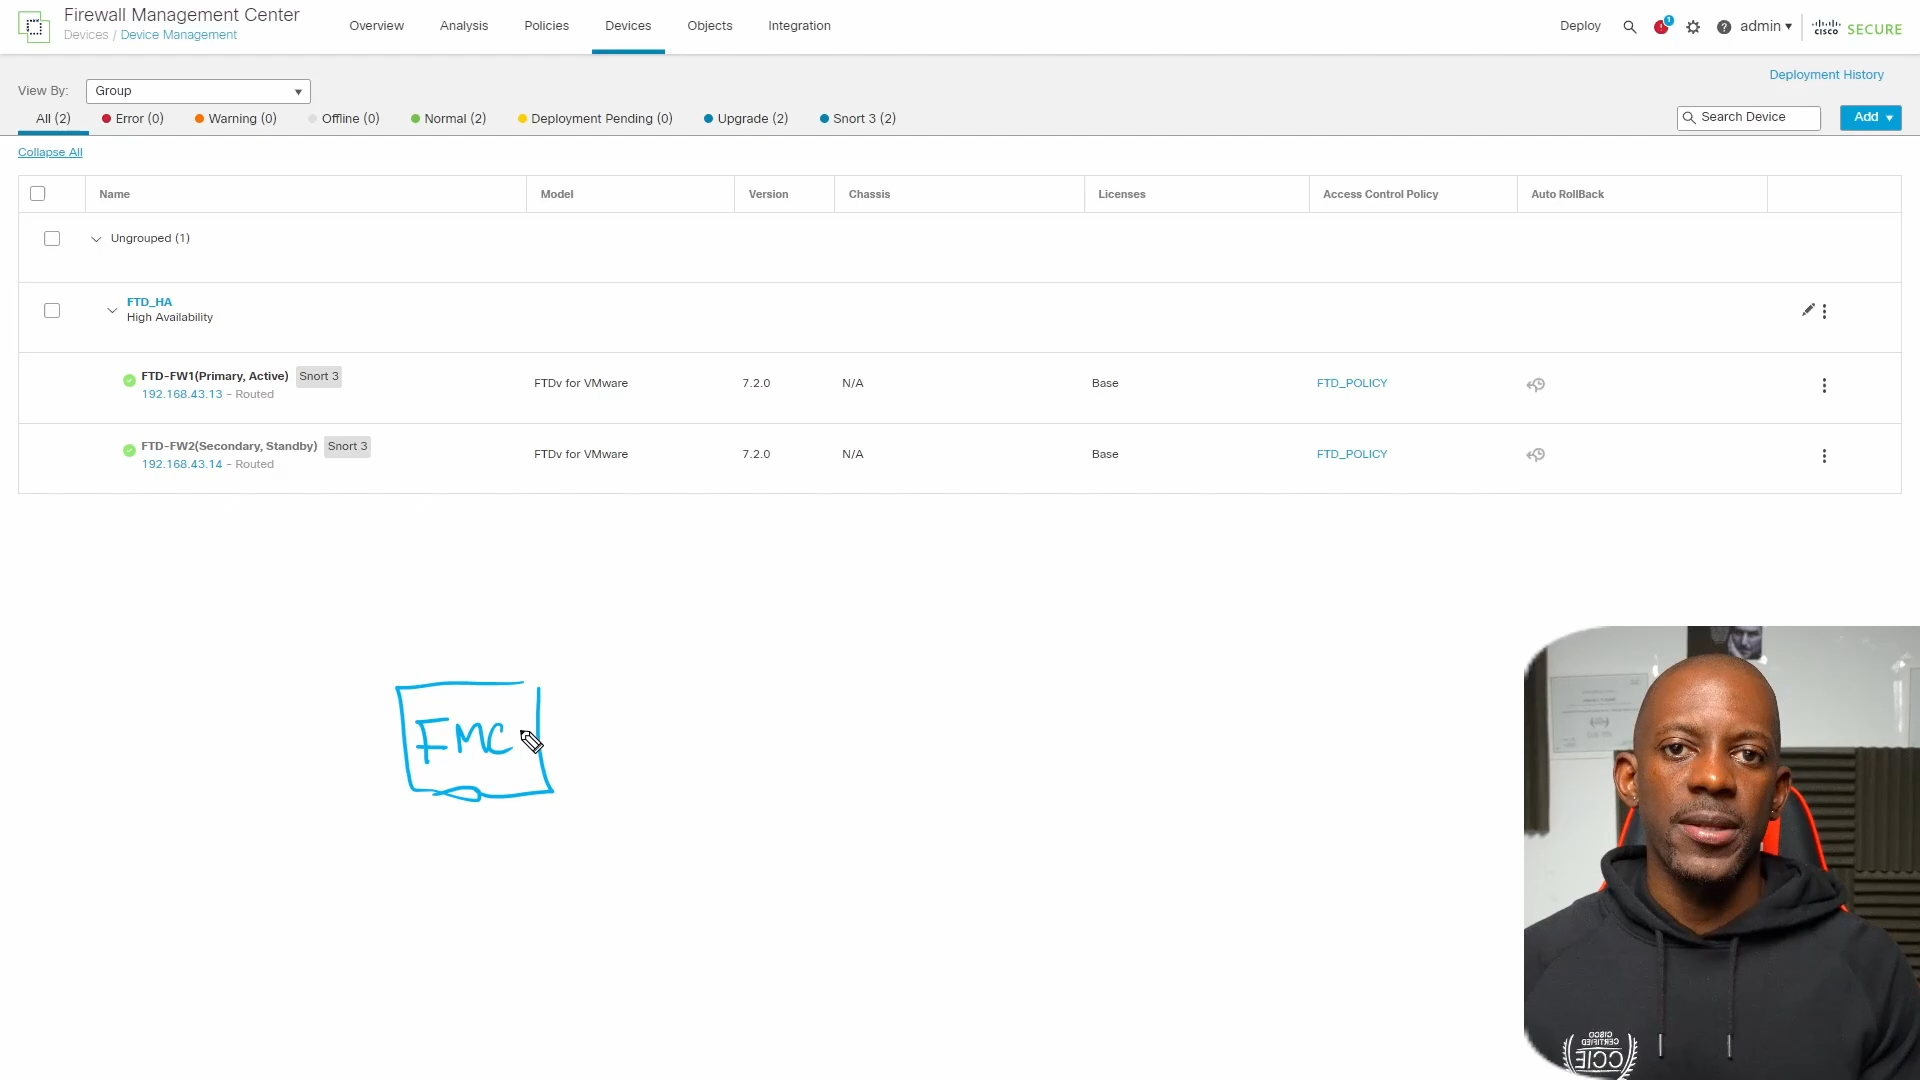 Firewall Management Center
Devices / Device Management
Overview
Analysis
Policies
Devices
Objects
Integration
Deploy
1
admin
CISCO SECURE
Deployment History
View By:
Group
All (2)
Error (0)
Warning (0)
Offline (0)
Normal (2)
Deployment Pending (0)
Upgrade (2)
Snort 3 (2)
Search Device
Add
Collapse All
Name
Model
Version
Chassis
Licenses
Access Control Policy
Auto RollBack
Ungrouped (1)
FTD_HA
High Availability
FTD-FW1(Primary, Active) Snort 3
192.168.43.13 – Routed
FTDv for VMware
7.2.0
N/A
Base
FTD_POLICY
FTD-FW2(Secondary, Standby) Snort 3
192.168.43.14 – Routed
FTDv for VMware
7.2.0
N/A
Base
FTD_POLICY
FMC
CISCO
CERTIFIED
CCIE